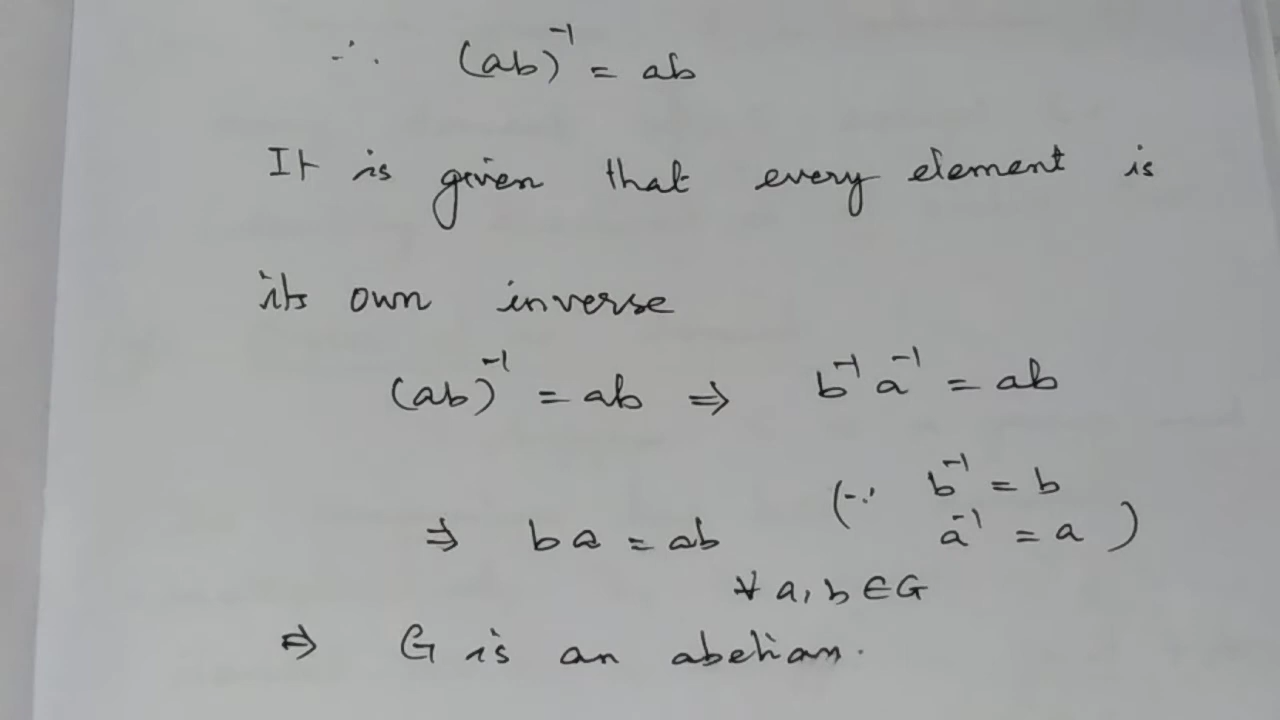 ∴ (ab)⁻¹ = ab
It is given that every element is
its own inverse
(ab)⁻¹ = ab ⇒ b⁻¹ a⁻¹ = ab
⇒ ba = ab (∵ b⁻¹ = b
a⁻¹ = a )
∀ a, b ∈ G
⇒ G is an abelian.